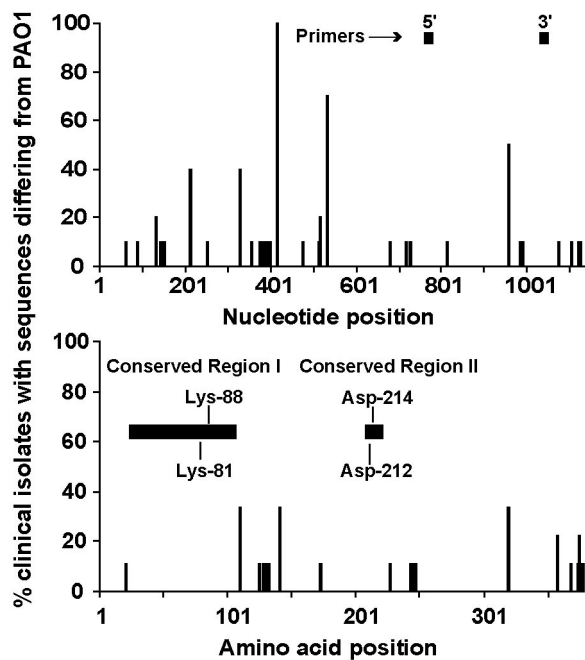 % clinical isolates with sequences differing from PAO1
100
80
60
40
20
0
Primers
5'
3'
1
201
401
601
801
1001
Nucleotide position
100
80
60
40
20
0
Conserved Region I
Conserved Region II
Lys-88
Asp-214
Lys-81
Asp-212
1
101
201
301
Amino acid position